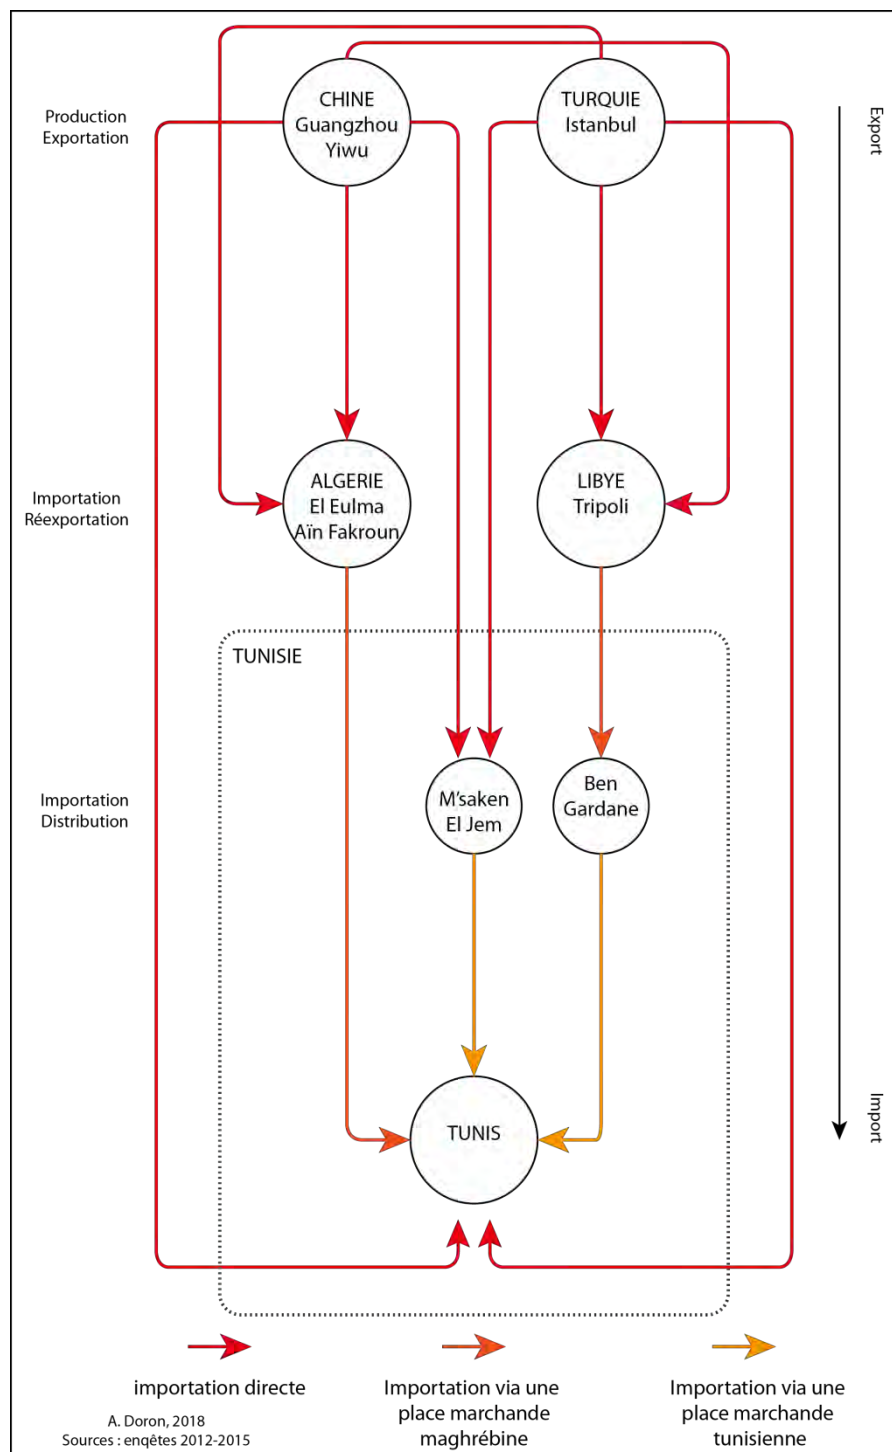 CHINE
Guangzhou
Yiwu
TURQUIE
Istanbul
Production
Exportation
Export
ALGERIE
El Eulma
Aïn Fakroun
LIBYE
Tripoli
Importation
Réexportation
TUNISIE
M'saken
El Jem
Ben
Gardane
Importation
Distribution
TUNIS
Import
importation directe
Importation via une
place marchande
maghrébine
Importation via une
place marchande
tunisienne
A. Doron, 2018
Sources : enqêtes 2012-2015